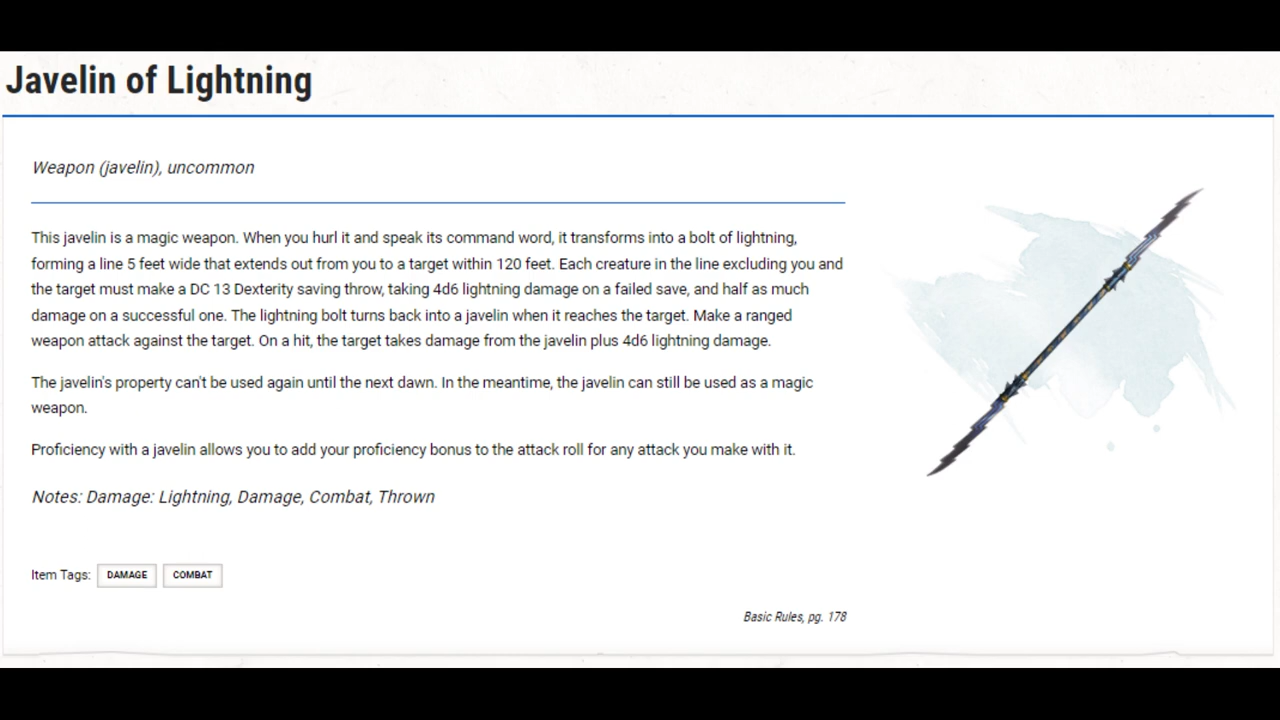 Javelin of Lightning
Weapon (javelin), uncommon
This javelin is a magic weapon. When you hurl it and speak its command word, it transforms into a bolt of lightning,
forming a line 5 feet wide that extends out from you to a target within 120 feet. Each creature in the line excluding you and
the target must make a DC 13 Dexterity saving throw, taking 4d6 lightning damage on a failed save, and half as much
damage on a successful one. The lightning bolt turns back into a javelin when it reaches the target. Make a ranged
weapon attack against the target. On a hit, the target takes damage from the javelin plus 4d6 lightning damage.
The javelin's property can't be used again until the next dawn. In the meantime, the javelin can still be used as a magic
weapon.
Proficiency with a javelin allows you to add your proficiency bonus to the attack roll for any attack you make with it.
Notes: Damage: Lightning, Damage, Combat, Thrown
Item Tags: DAMAGE COMBAT
Basic Rules, pg. 178